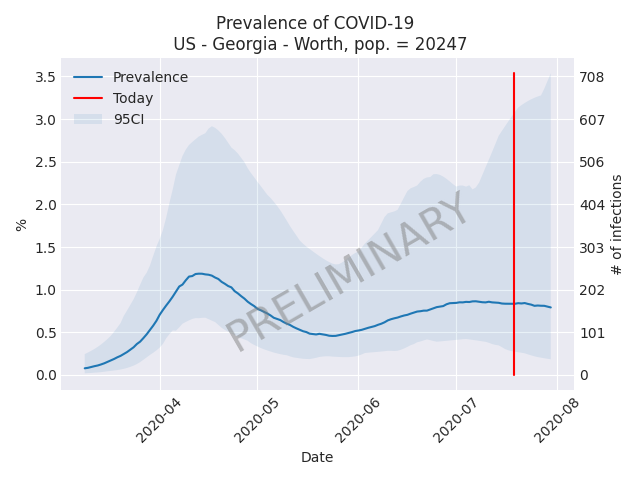 Prevalence of COVID-19
US - Georgia - Worth, pop. = 20247
Prevalence
Today
95CI
3.5
3.0
2.5
2.0
1.5
1.0
0.5
0.0
%
708
607
506
404
303
202
101
0
# of infections
PRELIMINARY
2020-04
2020-05
2020-06
2020-07
2020-08
Date